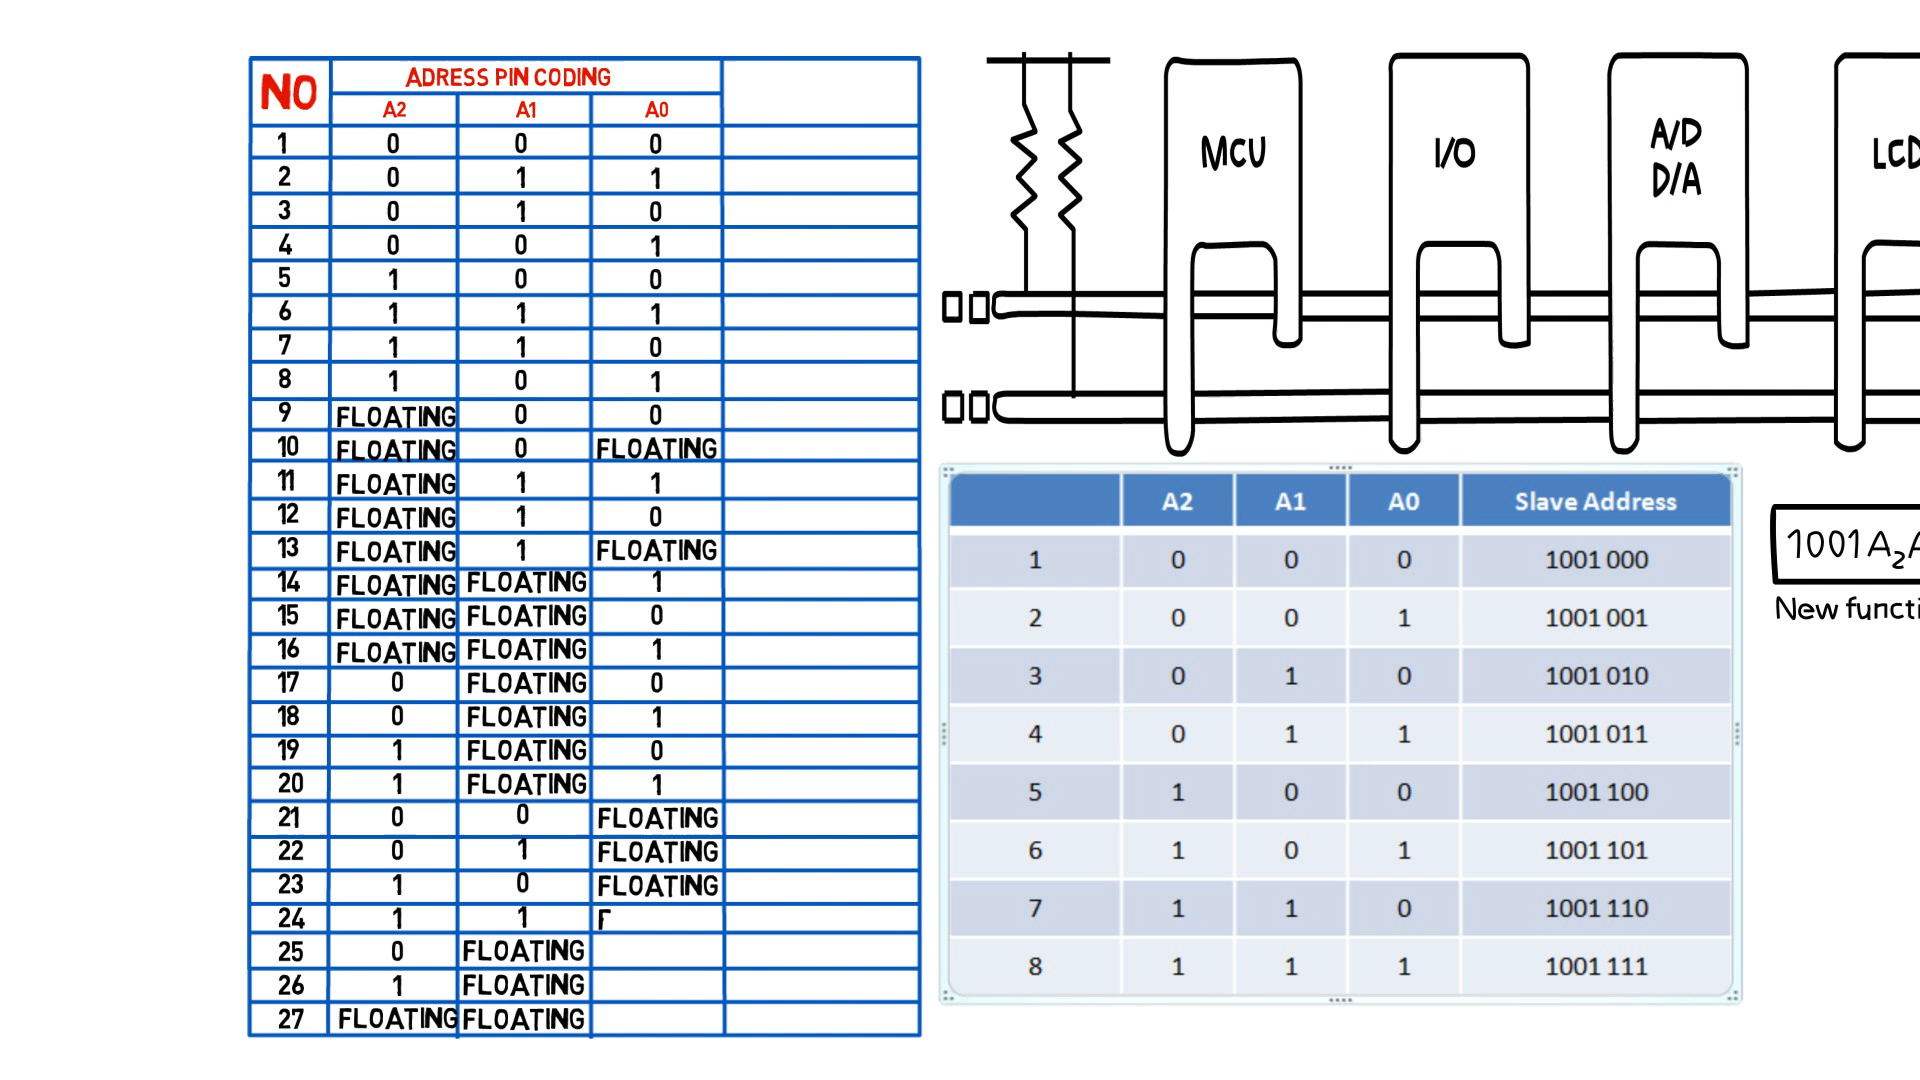 NO ADRESS PIN CODING
A2 A1 A0
1 0 0 0
2 0 1 1
3 0 1 0
4 0 0 1
5 1 0 0
6 1 1 1
7 1 1 0
8 1 0 1
9 FLOATING 0 0
10 FLOATING 0 FLOATING
11 FLOATING 1 1
12 FLOATING 1 0
13 FLOATING 1 FLOATING
14 FLOATING FLOATING 1
15 FLOATING FLOATING 0
16 FLOATING FLOATING 1
17 0 FLOATING 0
18 0 FLOATING 1
19 1 FLOATING 0
20 1 FLOATING 1
21 0 0 FLOATING
22 0 1 FLOATING
23 1 0 FLOATING
24 1 1 F
25 0 FLOATING
26 1 FLOATING
27 FLOATING FLOATING
MCU
I/O
A/D
D/A
LCD
A2 A1 A0 Slave Address
1 0 0 0 1001 000
2 0 0 1 1001 001
3 0 1 0 1001 010
4 0 1 1 1001 011
5 1 0 0 1001 100
6 1 0 1 1001 101
7 1 1 0 1001 110
8 1 1 1 1001 111
1001 A₂ A
New functi